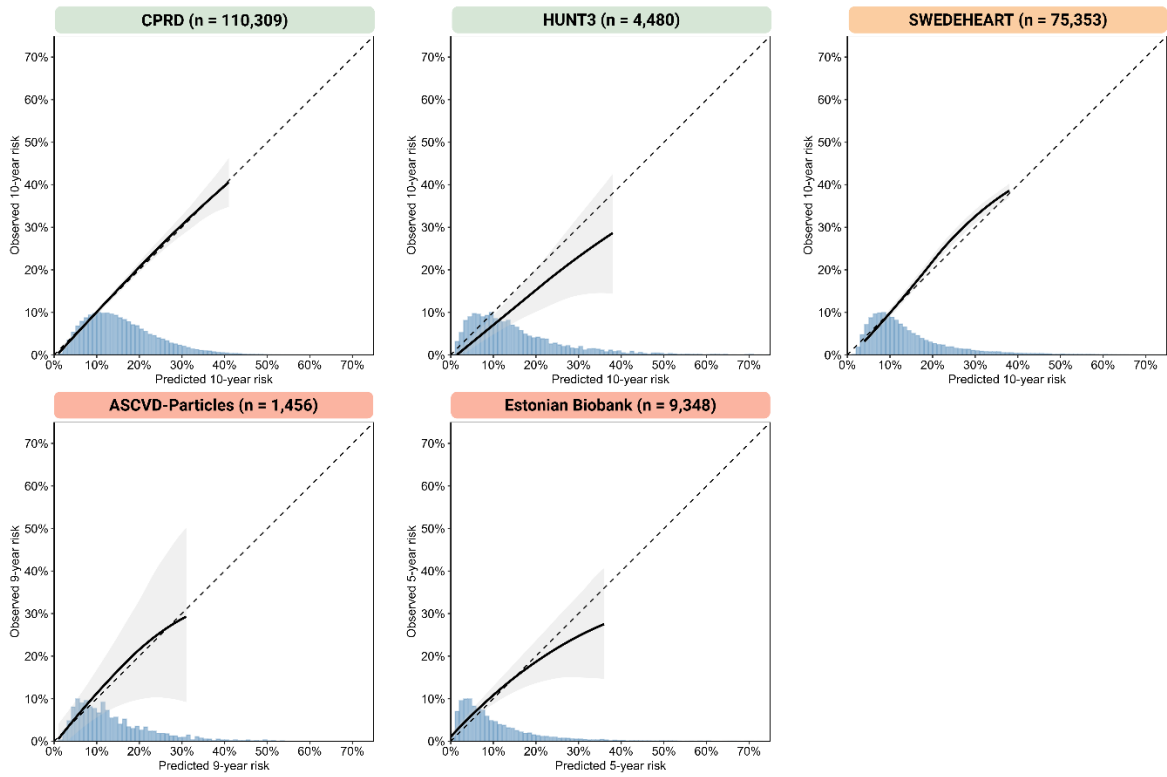 CPRD (n = 110,309)
HUNT3 (n = 4,480)
SWEDEHEART (n = 75,353)
Observed 10-year risk
70%
60%
50%
40%
30%
20%
10%
0%
0% 10% 20% 30% 40% 50% 60% 70%
Predicted 10-year risk
Observed 10-year risk
70%
60%
50%
40%
30%
20%
10%
0%
0% 10% 20% 30% 40% 50% 60% 70%
Predicted 10-year risk
Observed 10-year risk
70%
60%
50%
40%
30%
20%
10%
0%
0% 10% 20% 30% 40% 50% 60% 70%
Predicted 10-year risk
ASCVD-Particles (n = 1,456)
Estonian Biobank (n = 9,348)
Observed 9-year risk
70%
60%
50%
40%
30%
20%
10%
0%
0% 10% 20% 30% 40% 50% 60% 70%
Predicted 9-year risk
Observed 5-year risk
70%
60%
50%
40%
30%
20%
10%
0%
0% 10% 20% 30% 40% 50% 60% 70%
Predicted 5-year risk